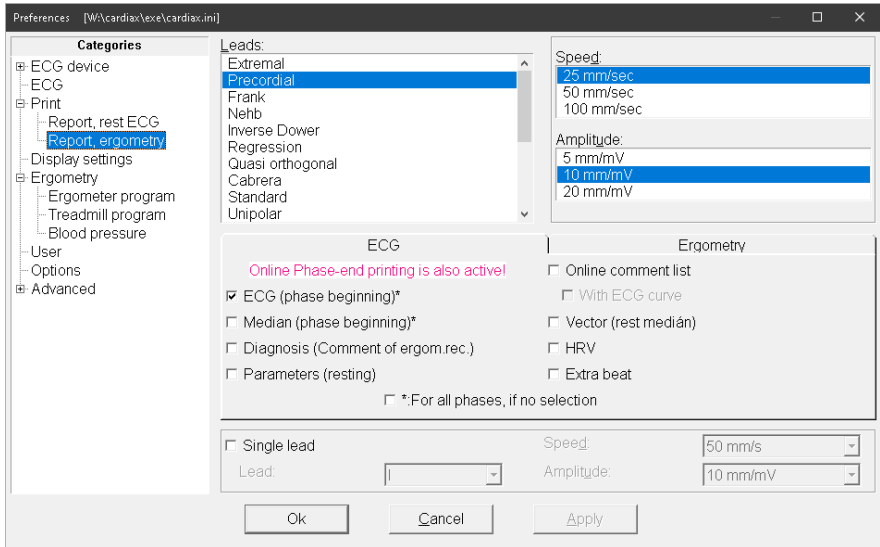 Preferences [W:\cardiax\exe\cardiax.ini]
Categories
ECG device
ECG
Print
Report, rest ECG
Report, ergometry
Display settings
Ergometry
Ergometer program
Treadmill program
Blood pressure
User
Options
Advanced
Leads:
Extremal
Precordial
Frank
Nehb
Inverse Dower
Regression
Quasi orthogonal
Cabrera
Standard
Unipolar
Speed:
25 mm/sec
50 mm/sec
100 mm/sec
Amplitude:
5 mm/mV
10 mm/mV
20 mm/mV
ECG
Ergometry
Online Phase-end printing is also active!
ECG (phase beginning)*
Median (phase beginning)*
Diagnosis (Comment of ergom.rec.)
Parameters (resting)
Online comment list
With ECG curve
Vector (rest medián)
HRV
Extra beat
*:For all phases, if no selection
Single lead
Lead:
I
Speed:
50 mm/s
Amplitude:
10 mm/mV
Ok
Cancel
Apply